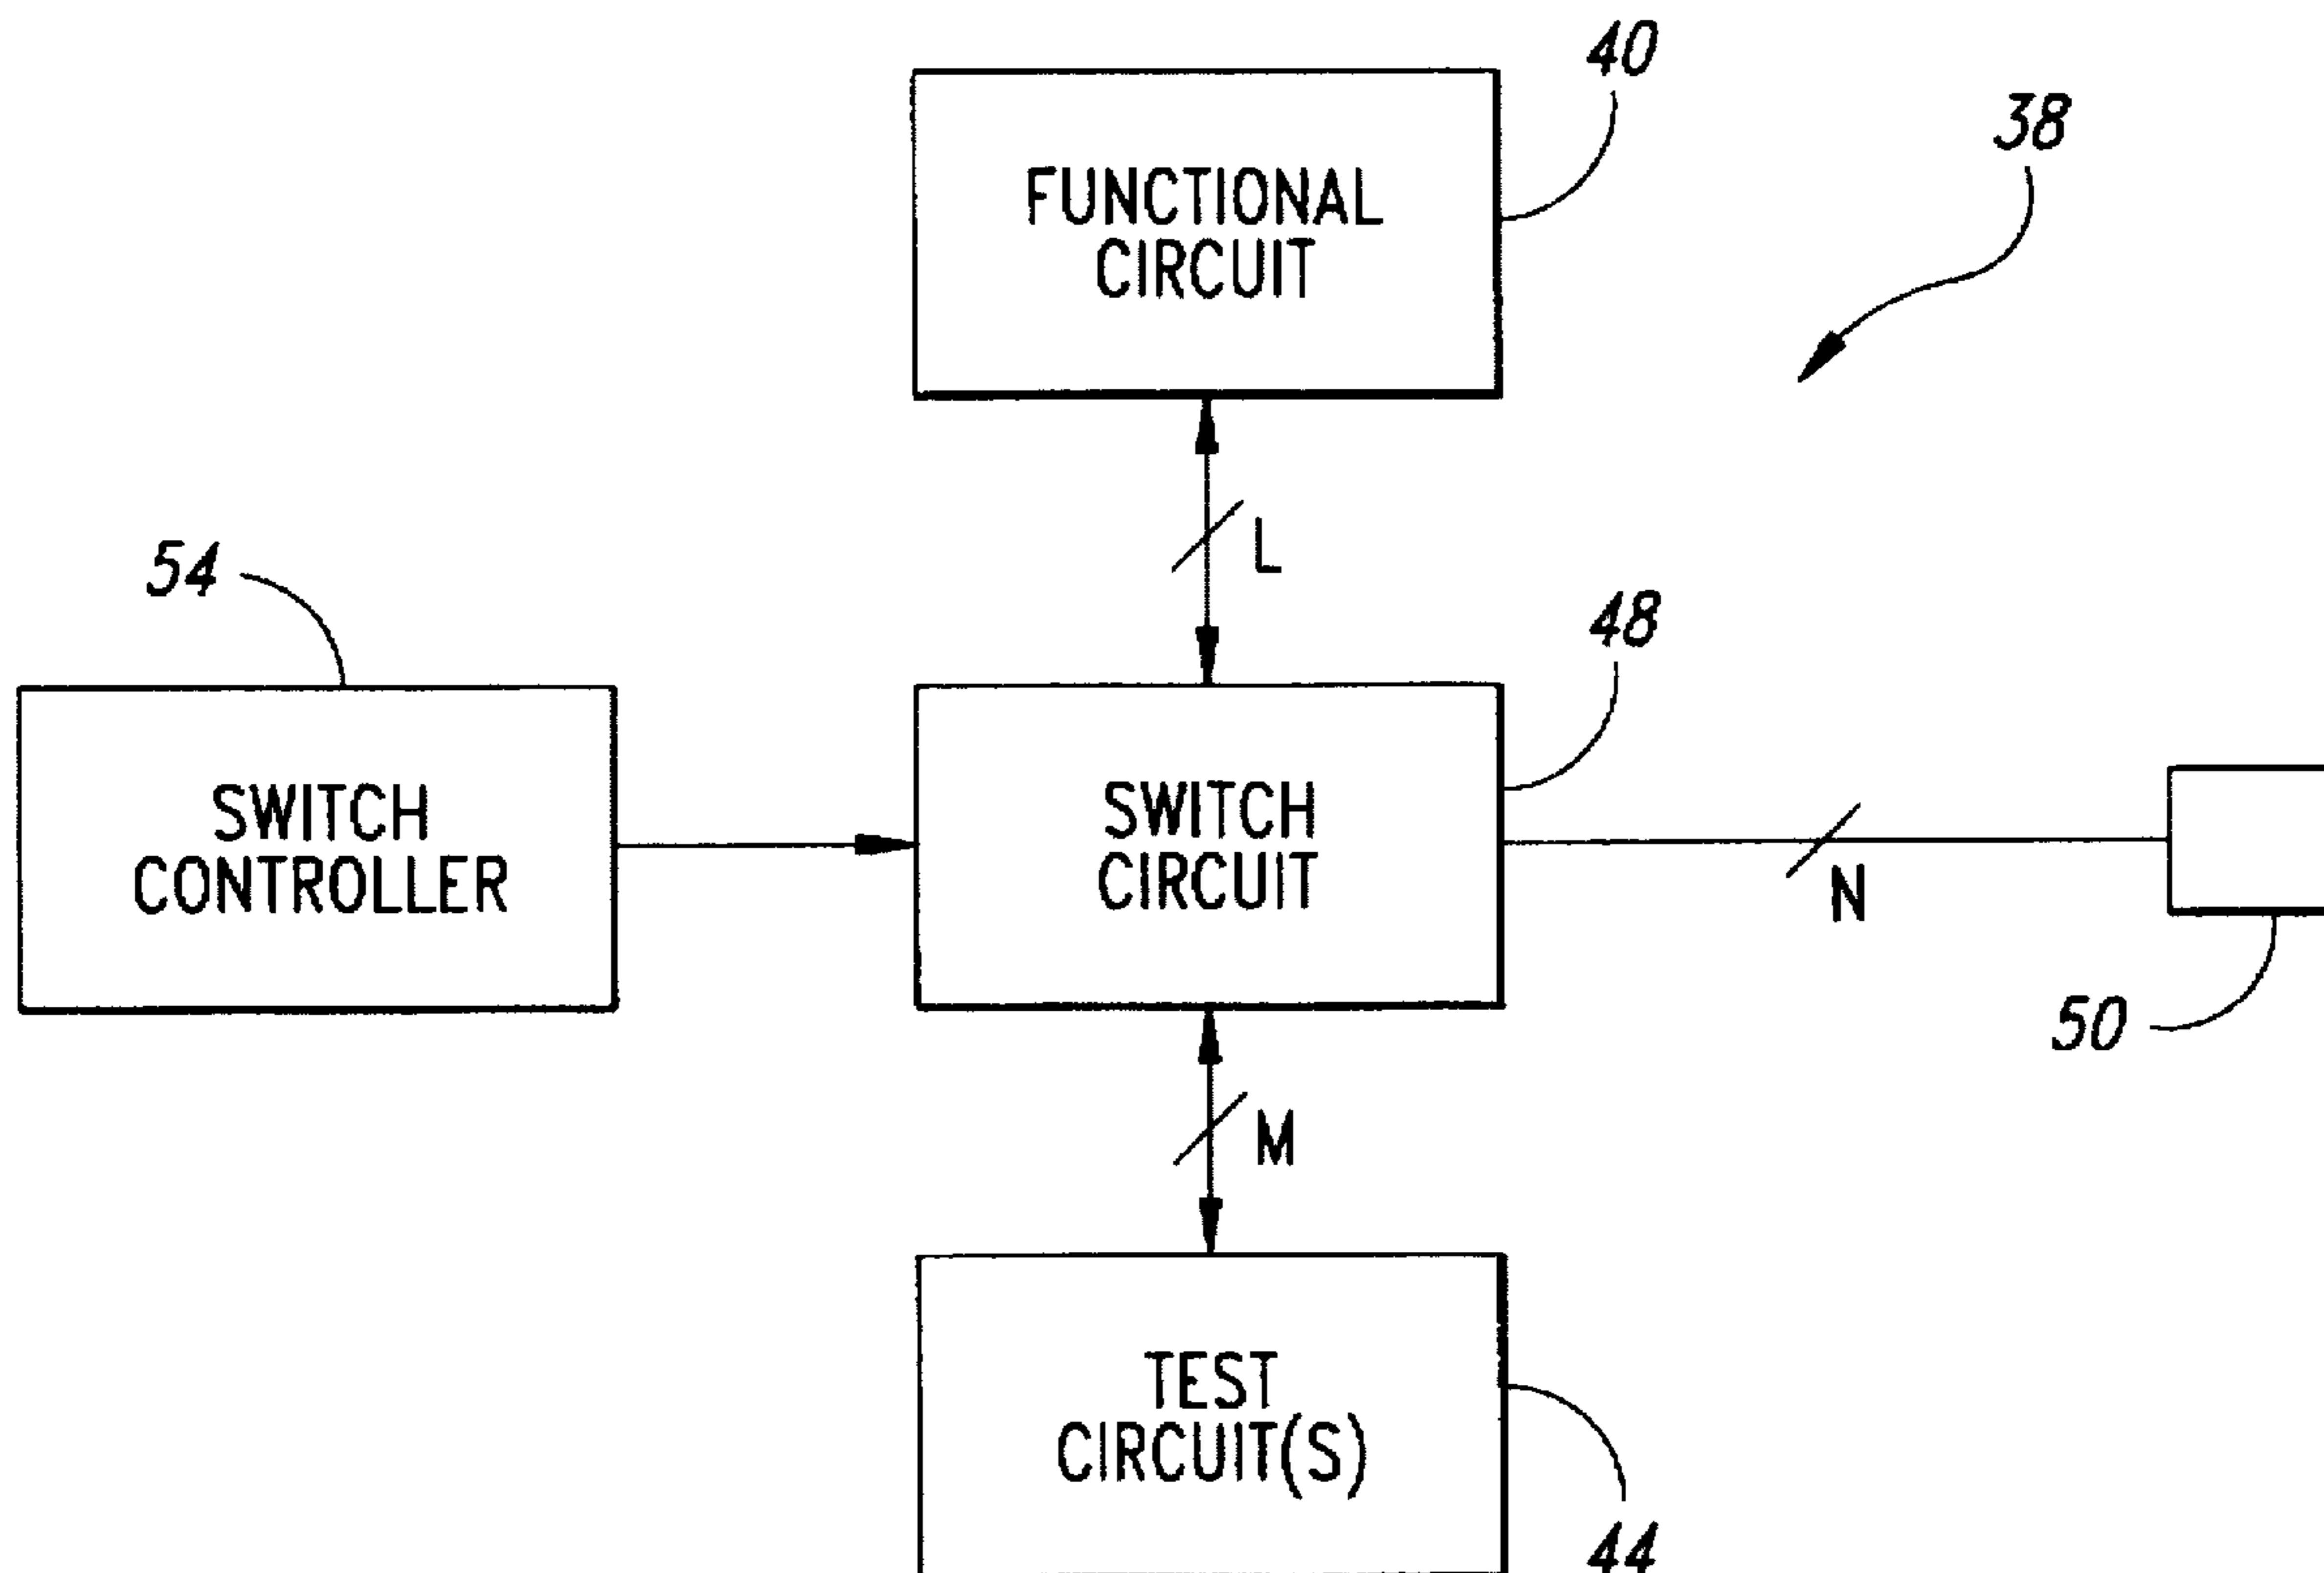 40
38
FUNCTIONAL
CIRCUIT
L
54
48
SWITCH
CONTROLLER
SWITCH
CIRCUIT
N
50
M
TEST
CIRCUIT(S)
44